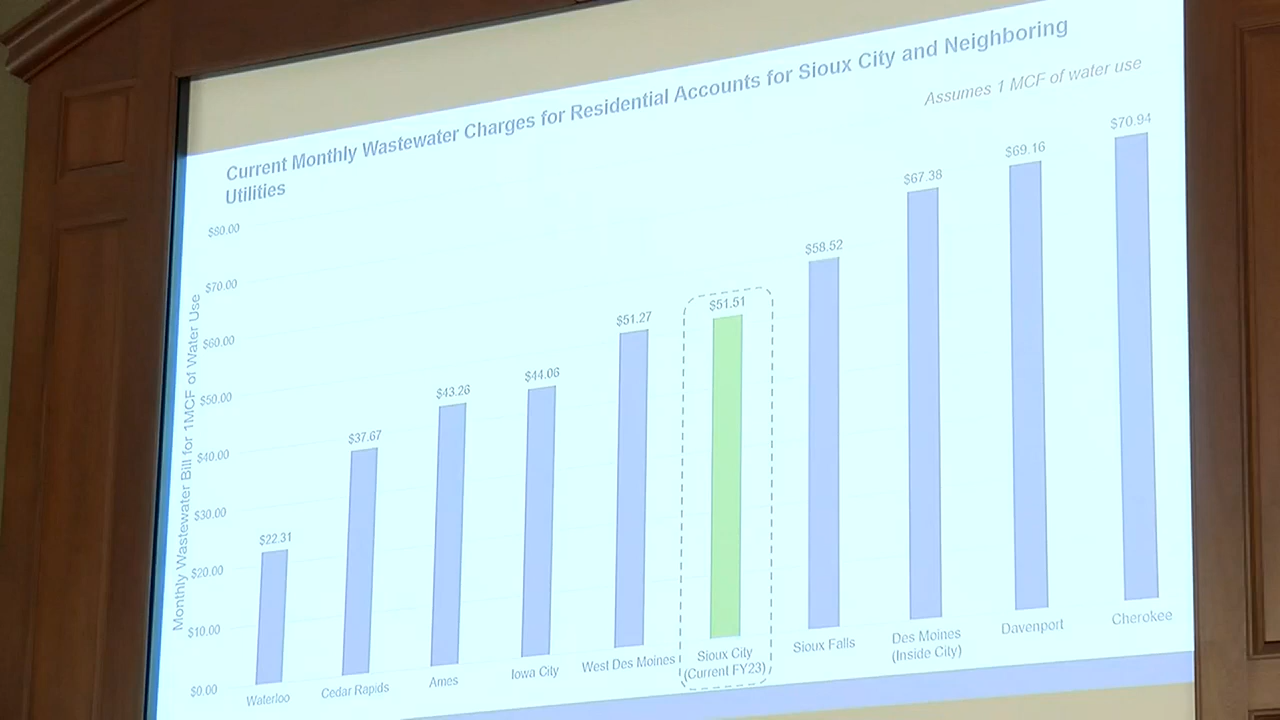 Current Monthly Wastewater Charges for Residential Accounts for Sioux City and Neighboring
Utilities
Assumes 1 MCF of water use
Monthly Wastewater Bill for 1MCF of Water Use
$80.00
$70.00
$60.00
$50.00
$40.00
$30.00
$20.00
$10.00
$0.00
$22.31
$37.67
$43.26
$44.06
$51.27
$51.51
$58.52
$67.38
$69.16
$70.94
Waterloo
Cedar Rapids
Ames
Iowa City
West Des Moines
Sioux City
(Current FY23)
Sioux Falls
Des Moines
(Inside City)
Davenport
Cherokee